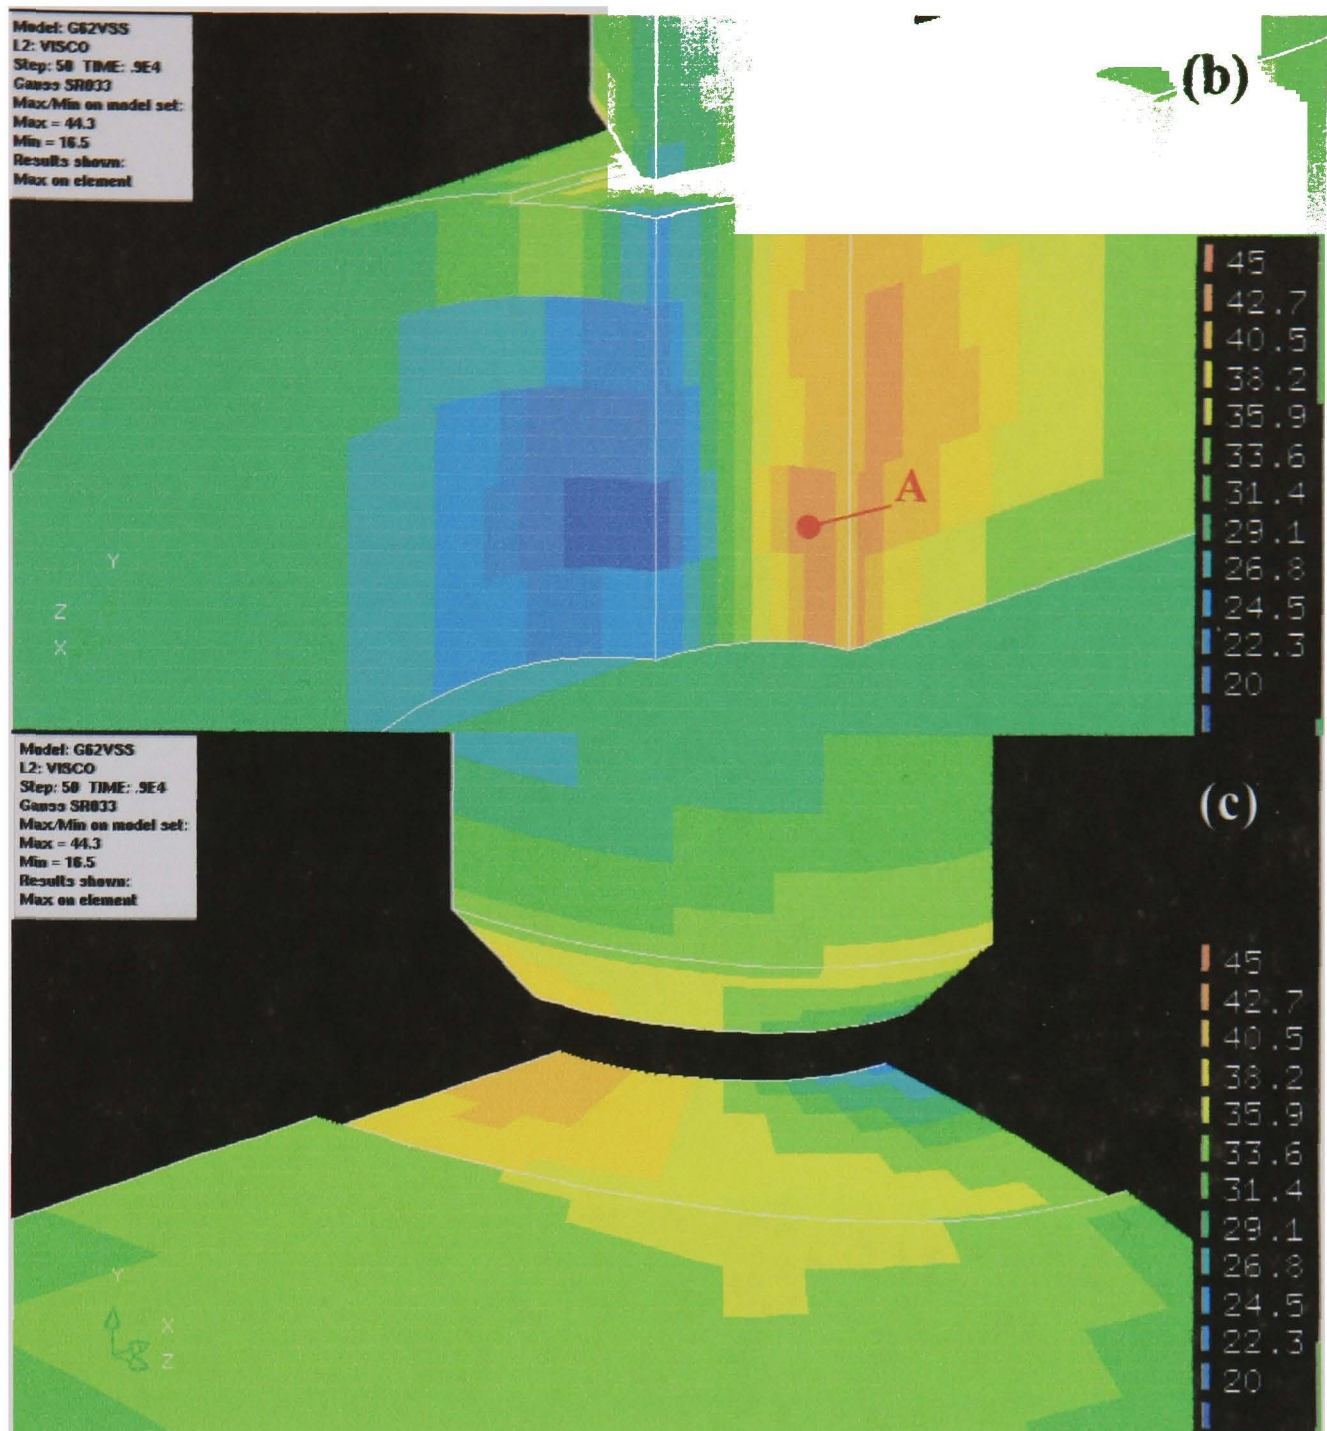 Model: G62VSS
L2: VISCO
Step: 50 TIME: .9E4
Gauss SR033
Max/Min on model set:
Max = 44.3
Min = 16.5
Results shown:
Max on element
(b)
45
42.7
40.5
38.2
35.9
33.6
31.4
29.1
26.8
24.5
22.3
20
A
Y
Z
X
Model: G62VSS
L2: VISCO
Step: 50 TIME: .9E4
Gauss SR033
Max/Min on model set:
Max = 44.3
Min = 16.5
Results shown:
Max on element
(c)
45
42.7
40.5
38.2
35.9
33.6
31.4
29.1
26.8
24.5
22.3
20
Y
X
Z